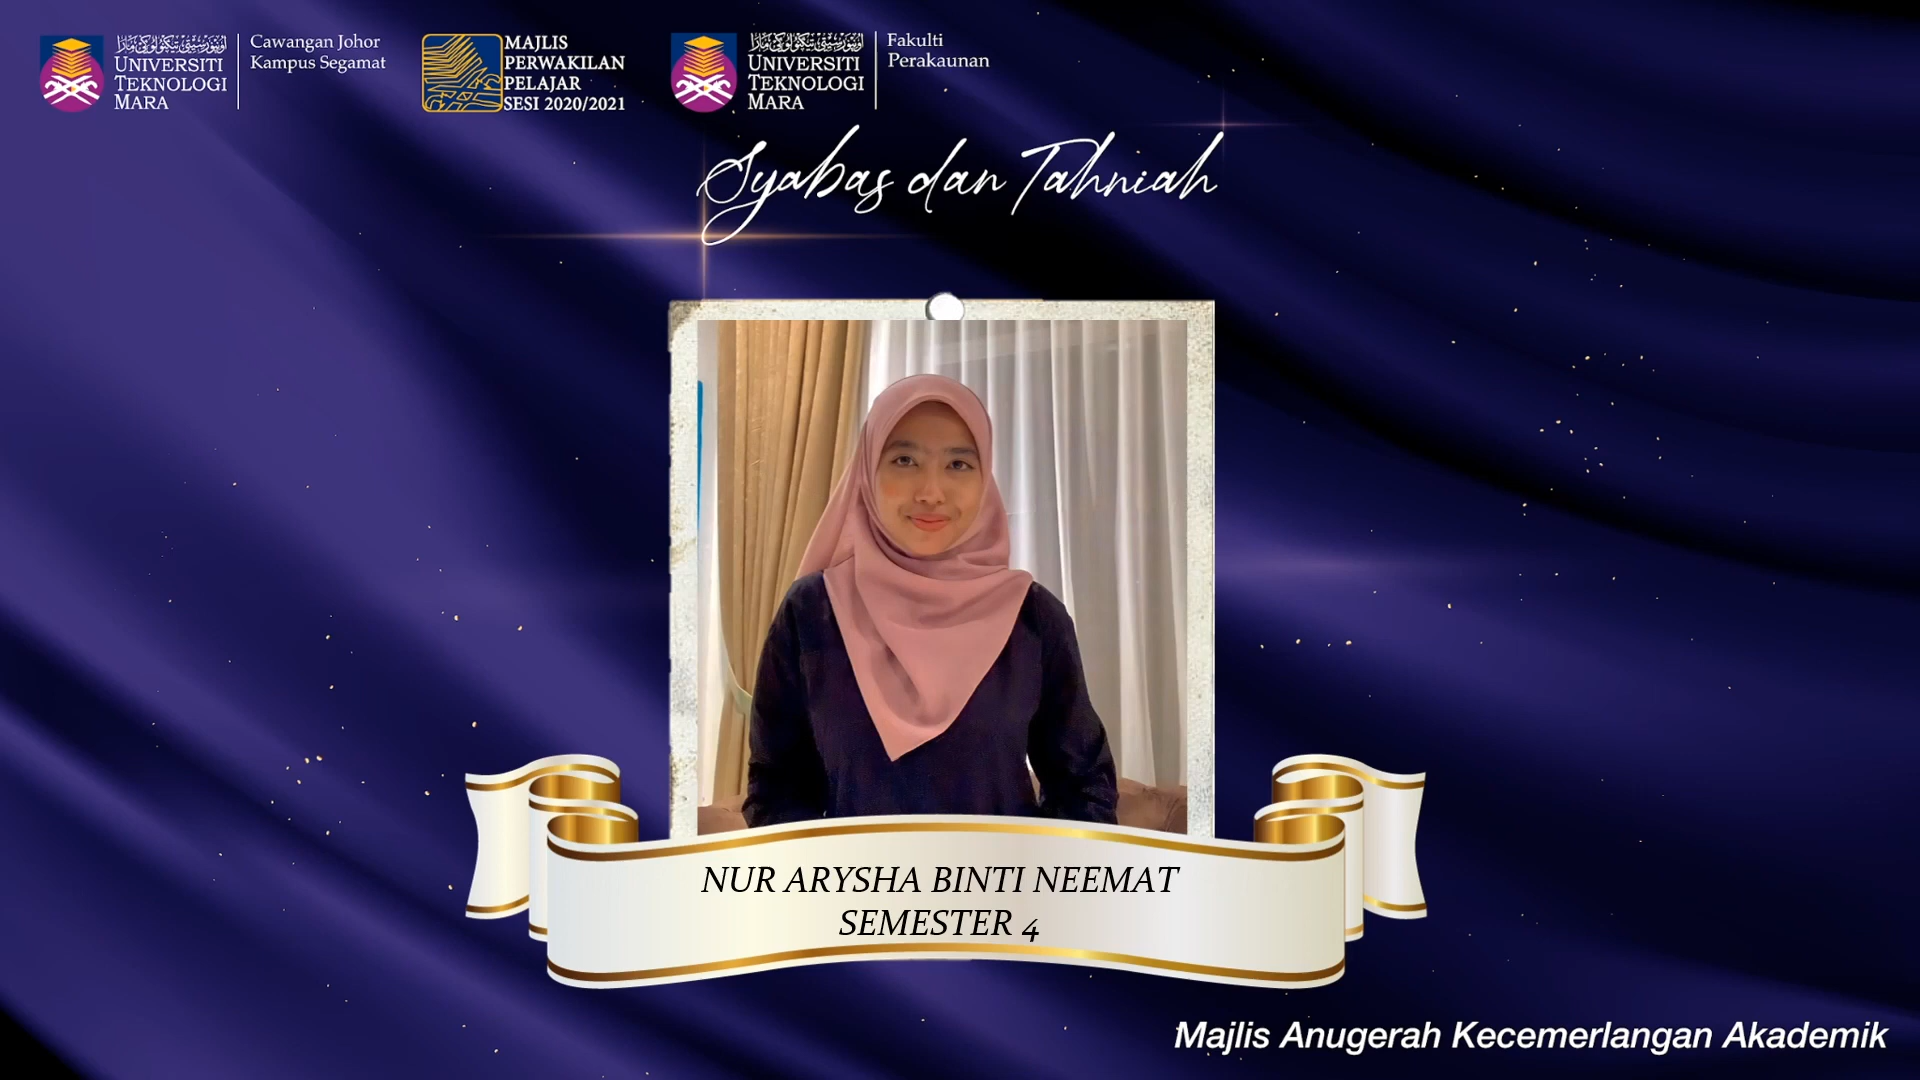 UNIVERSITI
TEKNOLOGI
MARA
Cawangan Johor
Kampus Segamat
MAJLIS
PERWAKILAN
PELAJAR
SESI 2020/2021
UNIVERSITI
TEKNOLOGI
MARA
Fakulti
Perakaunan
Syabas dan Tahniah
NUR ARYSHA BINTI NEEMAT
SEMESTER 4
Majlis Anugerah Kecemerlangan Akademik